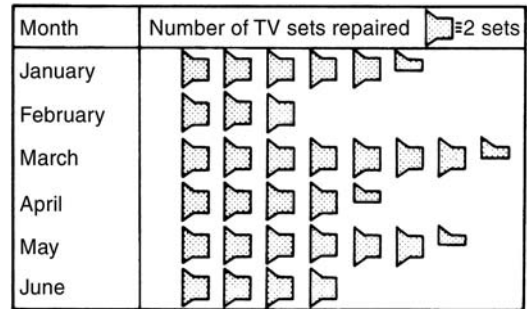 Month Number of TV sets repaired ≡2 sets
January
February
March
April
May
June